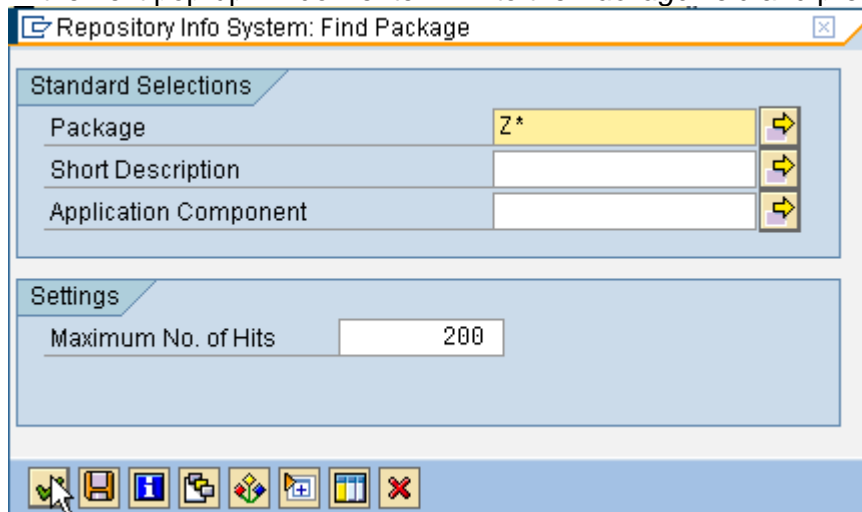 Repository Info System: Find Package
Standard Selections
Package Z*
Short Description
Application Component
Settings
Maximum No. of Hits 200